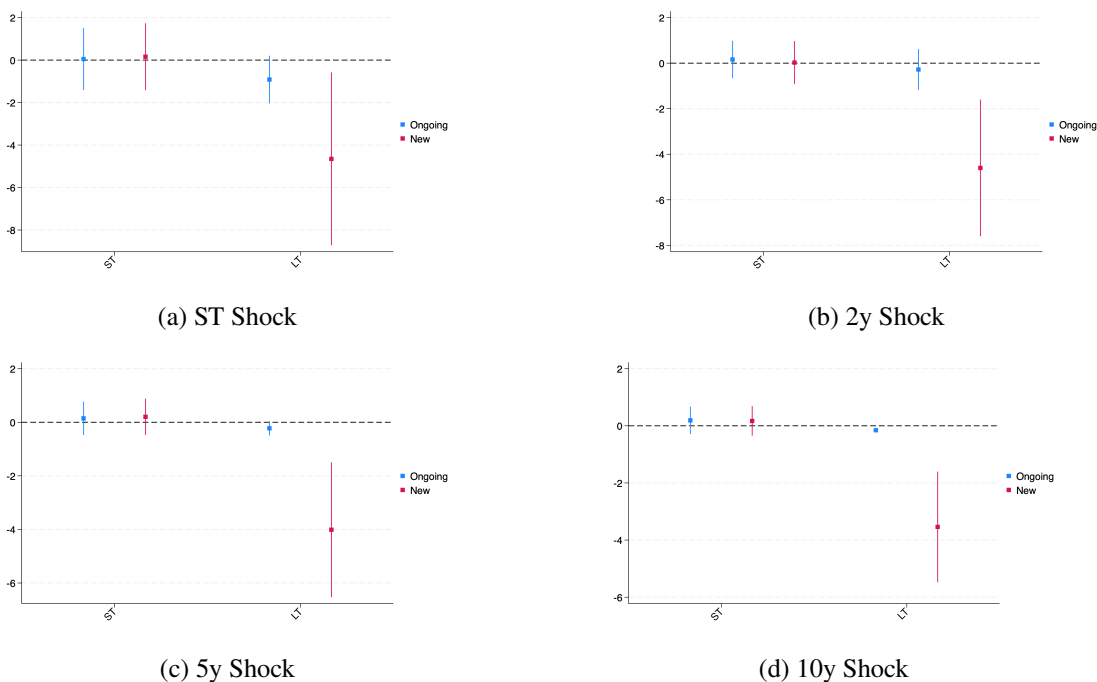 2
0
-2
-4
-6
-8
ST
LT
Ongoing
New
(a) ST Shock
2
0
-2
-4
-6
-8
ST
LT
Ongoing
New
(b) 2y Shock
2
0
-2
-4
-6
ST
LT
Ongoing
New
(c) 5y Shock
2
0
-2
-4
-6
ST
LT
Ongoing
New
(d) 10y Shock